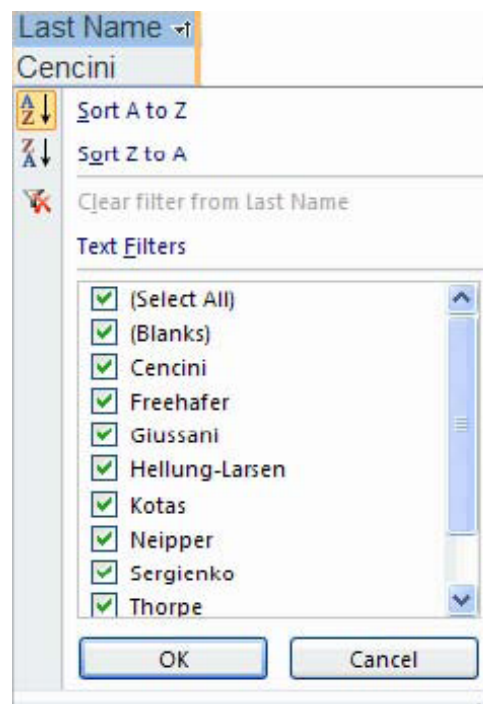 Last Name
Cencini
Sort A to Z
Sort Z to A
Clear filter from Last Name
Text Filters
(Select All)
(Blanks)
Cencini
Freehafer
Giussani
Hellung-Larsen
Kotas
Neipper
Sergienko
Thorpe
OK Cancel